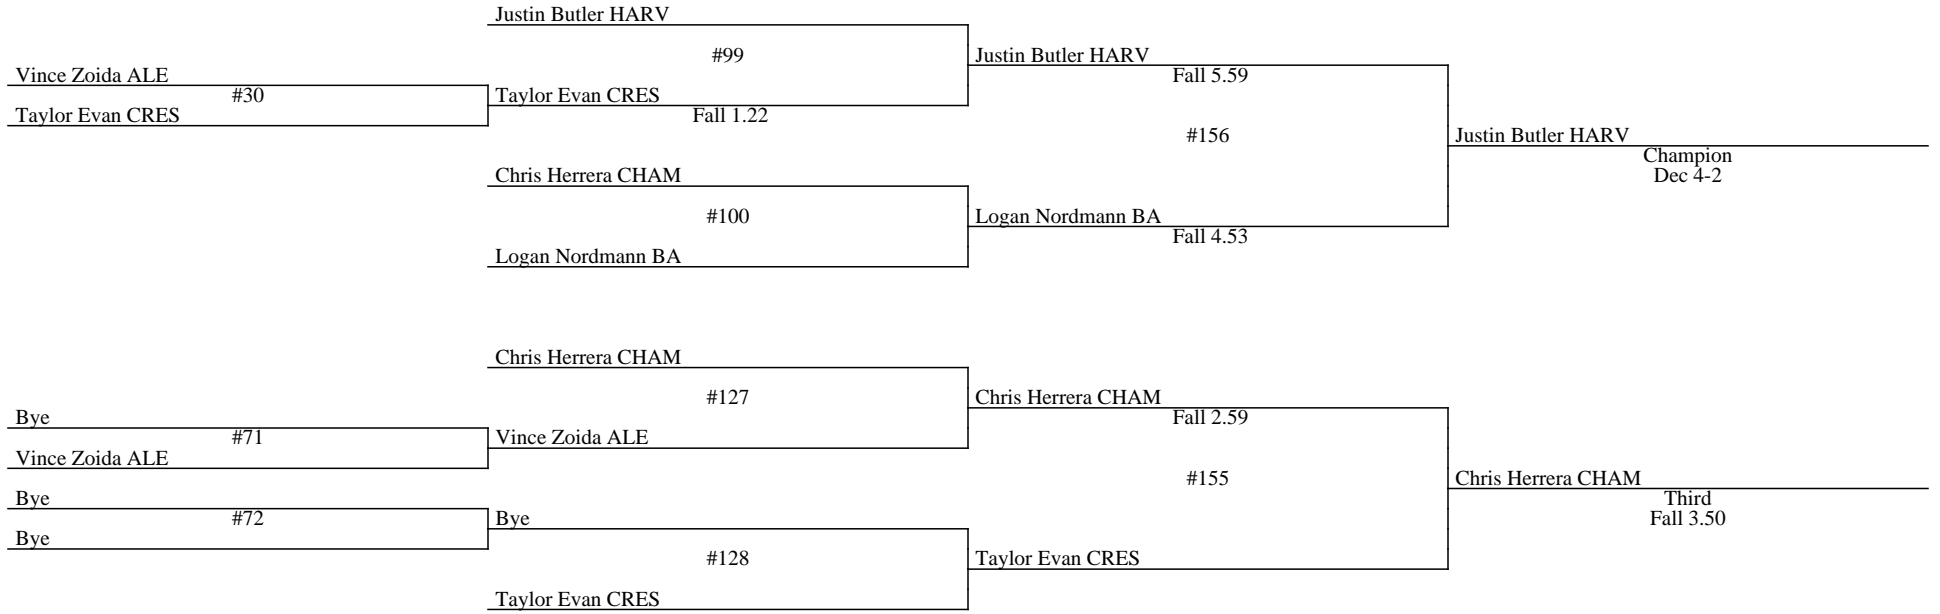 Justin Butler HARV
#99
Justin Butler HARV
Fall 5.59
Vince Zoida ALE
#30
Taylor Evan CRES
Taylor Evan CRES
Fall 1.22
#156
Justin Butler HARV
Champion
Dec 4-2
Chris Herrera CHAM
#100
Logan Nordmann BA
Logan Nordmann BA
Fall 4.53
Chris Herrera CHAM
#127
Chris Herrera CHAM
Fall 2.59
Bye
#71
Vince Zoida ALE
Vince Zoida ALE
#155
Chris Herrera CHAM
Third
Fall 3.50
Bye
#72
Bye
Bye
#128
Taylor Evan CRES
Taylor Evan CRES